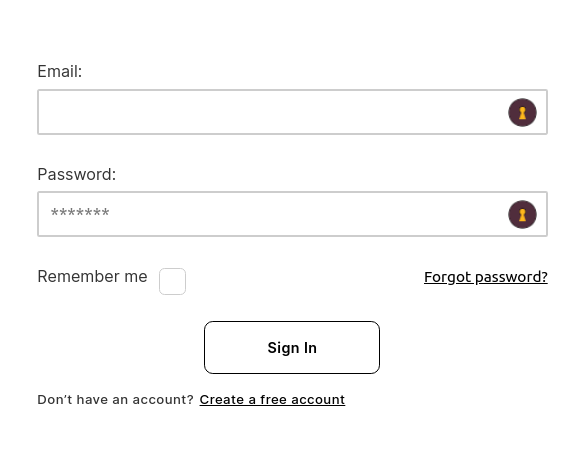 Email:
Password:
*******
Remember me
Forgot password?
Sign In
Don't have an account? Create a free account